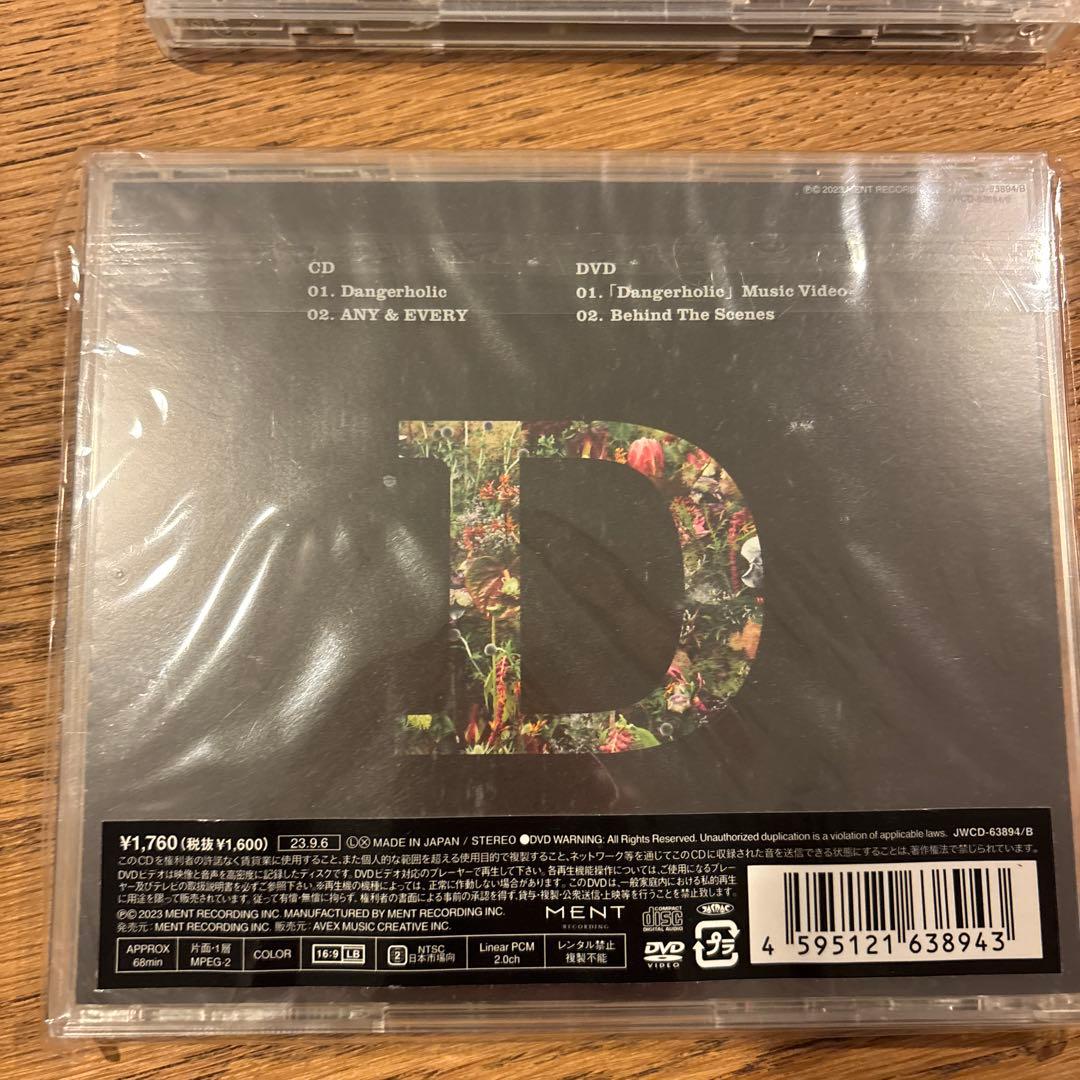 ℗© 2023 MENT RECORDING JWCD-63894/B
CD
01. Dangerholic
02. ANY & EVERY
DVD
01.「Dangerholic」Music Video
02. Behind The Scenes
D
¥1,760(税抜¥1,600) 23.9.6 ⓁⓍ MADE IN JAPAN / STEREO ●DVD WARNING: All Rights Reserved. Unauthorized duplication is a violation of applicable laws. JWCD-63894/B
このCDを権利者の許諾なく賃貸業に使用すること、また個人的な範囲を超える使用目的で複製すること、ネットワーク等を通じてこのCDに収録された音を送信できる状態にすることは、著作権法で禁じられています。
DVDビデオは映像と音声を高密度に記録したディスクです。DVDビデオ対応のプレーヤーで再生して下さい。各再生機能操作については、ご使用になるプレー
ヤー及びテレビの取扱説明書を必ずご参照下さい。※再生機の機種によっては、正常に作動しない場合があります。このDVDは、一般家庭内における私的再生
に用途を限って販売されています。従って有償・無償に拘らず、権利者の書面による事前の承認を得ず、貸与・複製・公衆送信・上映等を行うことを禁止致します。
℗© 2023 MENT RECORDING INC. MANUFACTURED BY MENT RECORDING INC.
発売元: MENT RECORDING INC. 販売元: AVEX MUSIC CREATIVE INC.
MENT
RECORDING
COMPACT
disc
DIGITAL AUDIO
APPROX
68min
片面・1層
MPEG-2
COLOR
16:9 LB
2 NTSC
日本市場向
Linear PCM
2.0ch
レンタル禁止
複製不能
DVD
VIDEO
プラ
4 595121 638943